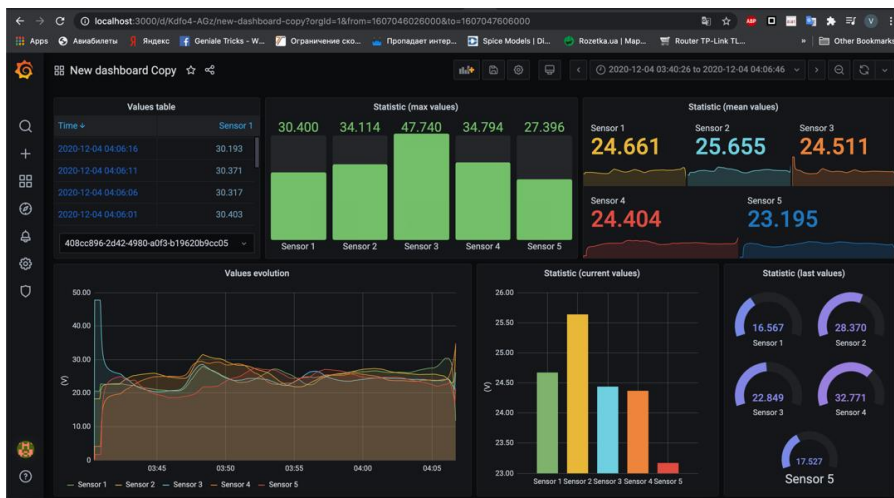 localhost:3000/d/Kdfo4-AGz/new-dashboard-copy?orgId=1&from=1607046026000&to=1607047606000
Apps Авиабилеты Яндекс Geniale Tricks - W... Ограничение ско... Пропадает интер... Spice Models | Di... Rozetka.ua | Map... Router TP-Link TL... » Other Bookmarks
New dashboard Copy
2020-12-04 03:40:26 to 2020-12-04 04:06:46
Values table
Time Sensor 1
2020-12-04 04:06:16 30.193
2020-12-04 04:06:11 30.371
2020-12-04 04:06:06 30.317
2020-12-04 04:06:01 30.403
408cc896-2d42-4980-a0f3-b19620b9cc05
Statistic (max values)
30.400 34.114 47.740 34.794 27.396
Sensor 1 Sensor 2 Sensor 3 Sensor 4 Sensor 5
Statistic (mean values)
Sensor 1 Sensor 2 Sensor 3
24.661 25.655 24.511
Sensor 4 Sensor 5
24.404 23.195
Values evolution
50.00
40.00
30.00
(V)
20.00
10.00
0
03:45 03:50 03:55 04:00 04:05
Sensor 1 Sensor 2 Sensor 3 Sensor 4 Sensor 5
Statistic (current values)
26.00
25.50
25.00
24.50
(V)
24.00
23.50
23.00
Sensor 1 Sensor 2 Sensor 3 Sensor 4 Sensor 5
Statistic (last values)
16.567 28.370
Sensor 1 Sensor 2
22.849 32.771
Sensor 3 Sensor 4
17.527
Sensor 5